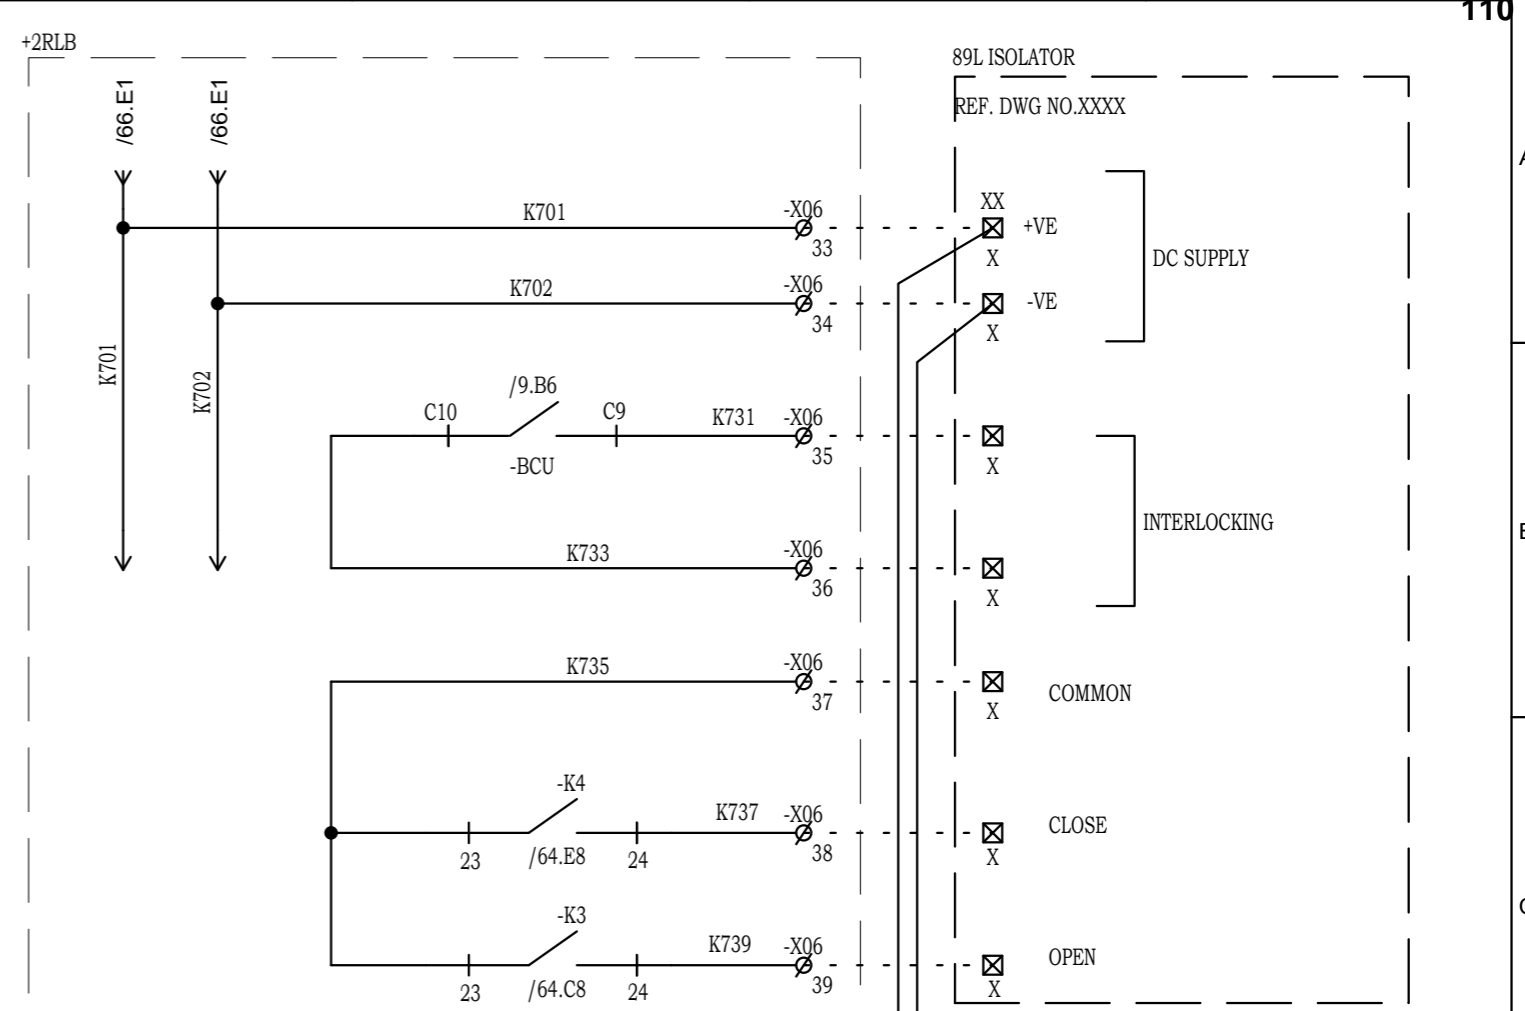 110
+2RLB
89L ISOLATOR
/66.E1
/66.E1
REF. DWG NO.XXXX
A
K701
-X06
33
XX
+VE
X
DC SUPPLY
K702
-X06
34
-VE
X
K701
K702
/9.B6
C10
C9
K731
-X06
-BCU
35
X
INTERLOCKING
K733
-X06
36
X
K735
-X06
37
X
COMMON
-K4
K737
-X06
23
/64.E8
24
38
X
CLOSE
-K3
K739
-X06
23
/64.C8
24
39
X
OPEN